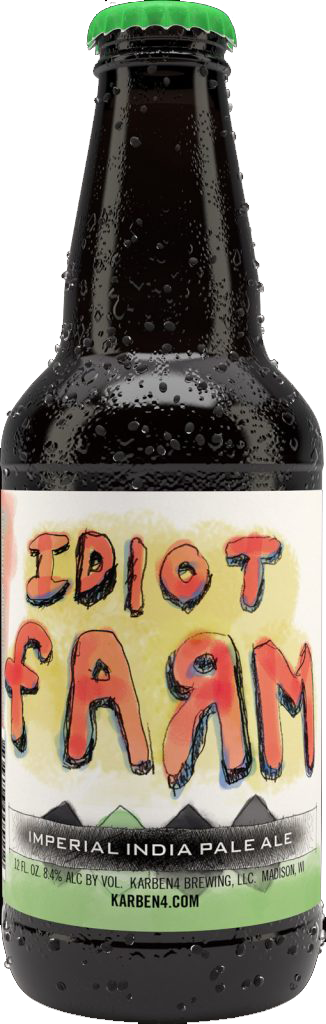 IDIOT
FAЯM
IMPERIAL INDIA PALE ALE
12 FL. OZ. 8.4% ALC BY VOL. KARBEN4 BREWING, LLC. MADISON, WI
KARBEN4.COM